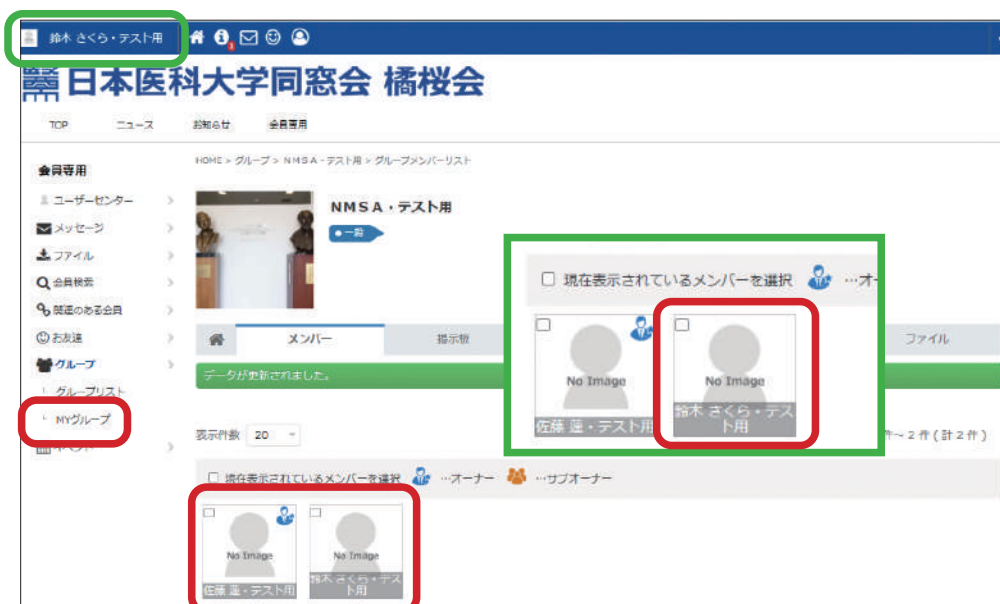 鈴木 さくら・テスト用
1
日本医科大学同窓会 橘桜会
TOP ニュース お知らせ 会員専用
HOME > グループ > NMSA・テスト用 > グループメンバーリスト
会員専用
ユーザーセンター
メッセージ
ファイル
会員検索
関連のある会員
お友達
グループ
グループリスト
MYグループ
NMSA・テスト用
一般
メンバー 掲示板 ファイル
データが更新されました。
表示件数 20
件~2件(計2件)
□ 現在表示されているメンバーを選択 …オーナー …サブオーナー
No Image
佐藤 蓮・テスト用
No Image
鈴木 さくら・テスト用
□ 現在表示されているメンバーを選択 …オー
No Image
佐藤 蓮・テスト用
No Image
鈴木 さくら・テス
ト用